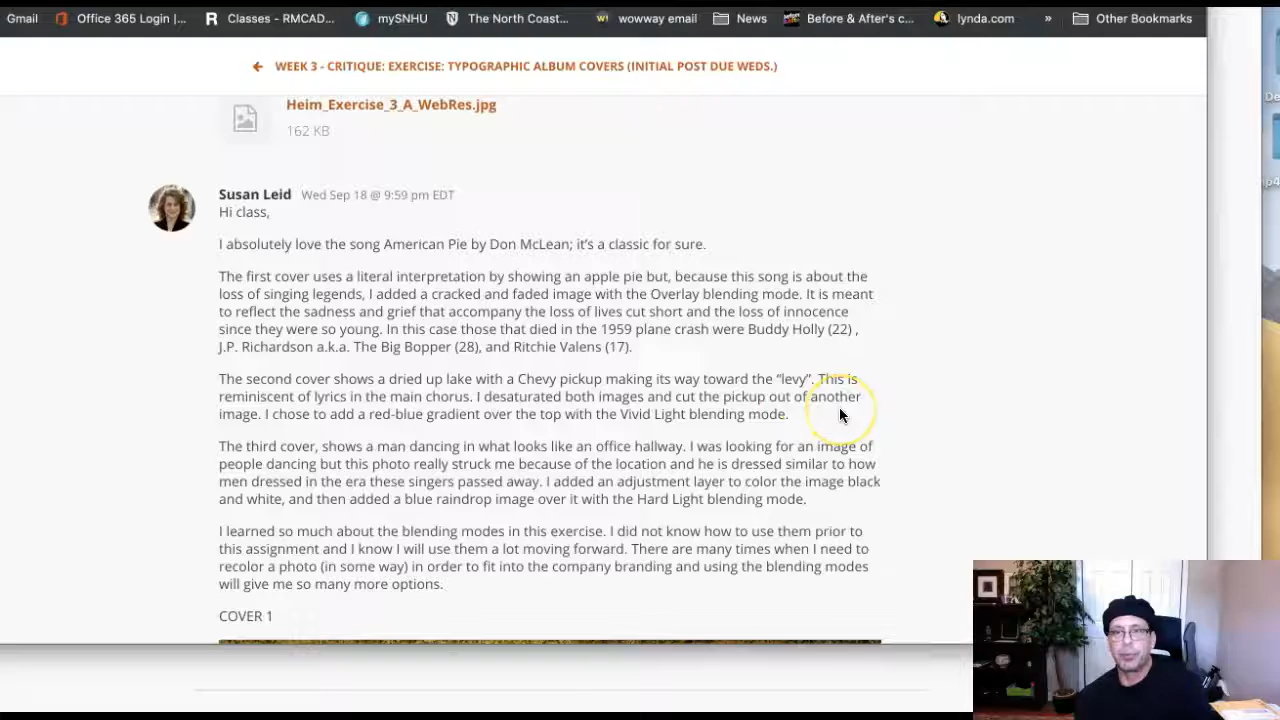 Gmail
Office 365 Login |...
Classes - RMCAD...
mySNHU
The North Coast...
wowway email
News
Before & After's c...
lynda.com
»
Other Bookmarks
WEEK 3 - CRITIQUE: EXERCISE: TYPOGRAPHIC ALBUM COVERS (INITIAL POST DUE WEDS.)
Heim_Exercise_3_A_WebRes.jpg
162 KB
Susan Leid Wed Sep 18 @ 9:59 pm EDT
Hi class,
I absolutely love the song American Pie by Don McLean; it's a classic for sure.
The first cover uses a literal interpretation by showing an apple pie but, because this song is about the
loss of singing legends, I added a cracked and faded image with the Overlay blending mode. It is meant
to reflect the sadness and grief that accompany the loss of lives cut short and the loss of innocence
since they were so young. In this case those that died in the 1959 plane crash were Buddy Holly (22) ,
J.P. Richardson a.k.a. The Big Bopper (28), and Ritchie Valens (17).
The second cover shows a dried up lake with a Chevy pickup making its way toward the “levy”. This is
reminiscent of lyrics in the main chorus. I desaturated both images and cut the pickup out of another
image. I chose to add a red-blue gradient over the top with the Vivid Light blending mode.
The third cover, shows a man dancing in what looks like an office hallway. I was looking for an image of
people dancing but this photo really struck me because of the location and he is dressed similar to how
men dressed in the era these singers passed away. I added an adjustment layer to color the image black
and white, and then added a blue raindrop image over it with the Hard Light blending mode.
I learned so much about the blending modes in this exercise. I did not know how to use them prior to
this assignment and I know I will use them a lot moving forward. There are many times when I need to
recolor a photo (in some way) in order to fit into the company branding and using the blending modes
will give me so many more options.
COVER 1